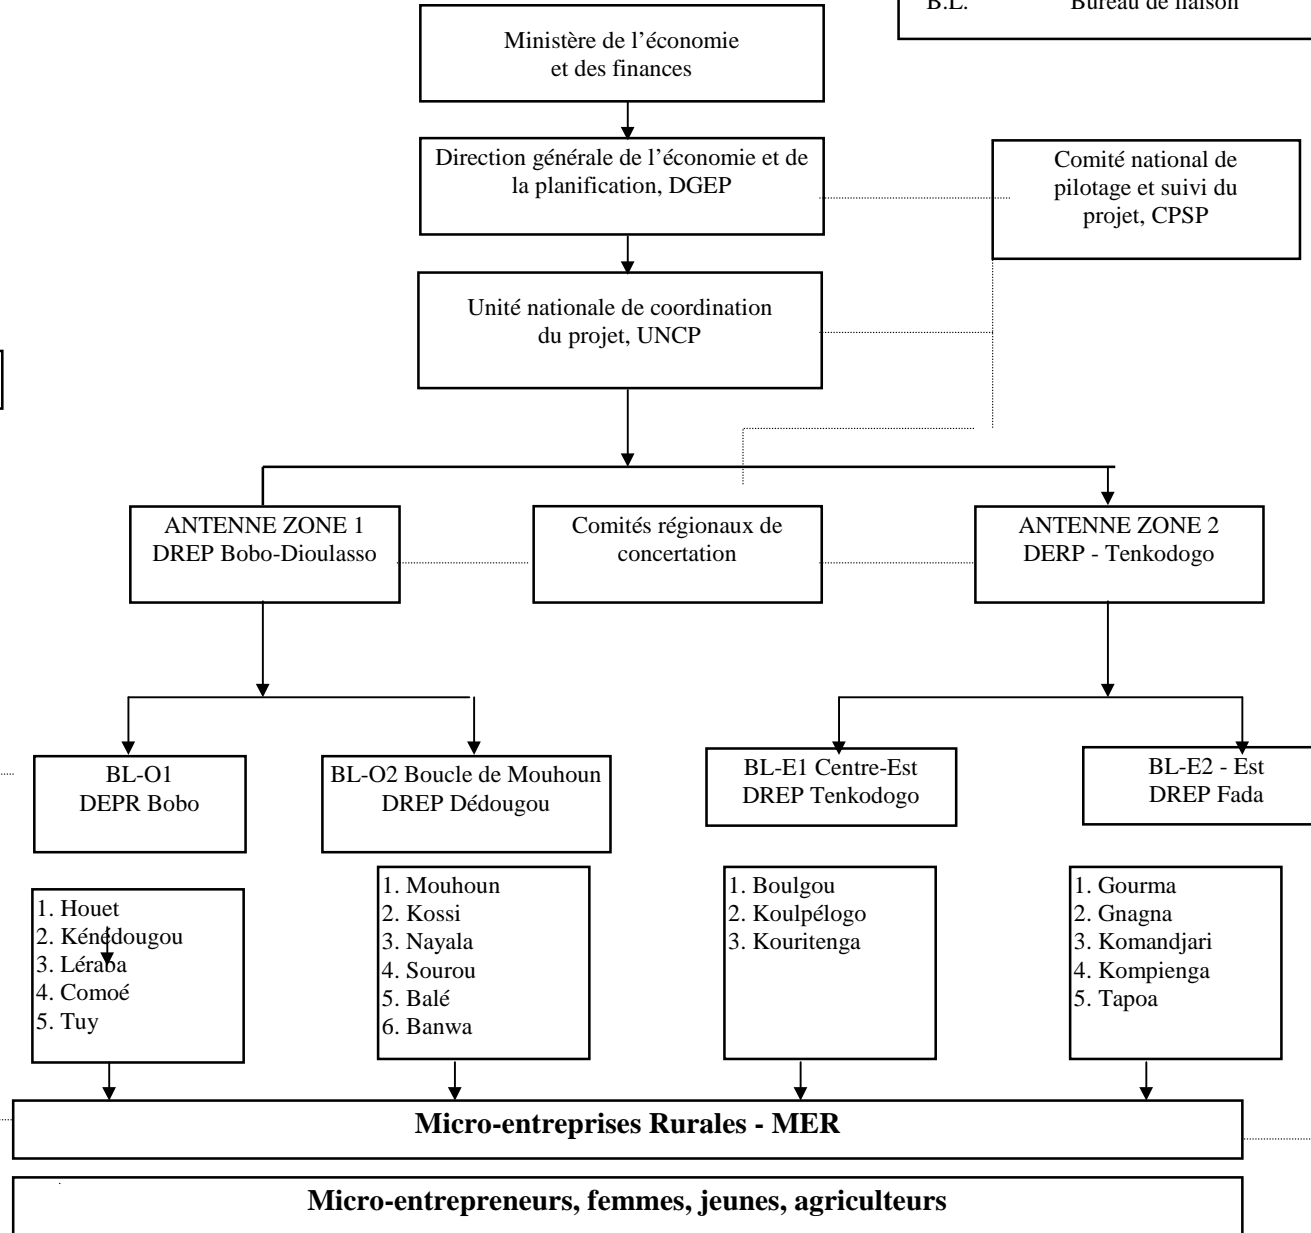 B.L. Bureau de liaison
Ministère de l’économie
et des finances
Direction générale de l’économie et de
la planification, DGEP
Comité national de
pilotage et suivi du
projet, CPSP
Unité nationale de coordination
du projet, UNCP
ANTENNE ZONE 1
DREP Bobo-Dioulasso
Comités régionaux de
concertation
ANTENNE ZONE 2
DERP - Tenkodogo
BL-O1
DEPR Bobo
BL-O2 Boucle de Mouhoun
DREP Dédougou
BL-E1 Centre-Est
DREP Tenkodogo
BL-E2 - Est
DREP Fada
1. Houet
2. Kénédougou
3. Léraba
4. Comoé
5. Tuy
1. Mouhoun
2. Kossi
3. Nayala
4. Sourou
5. Balé
6. Banwa
1. Boulgou
2. Koulpélogo
3. Kouritenga
1. Gourma
2. Gnagna
3. Komandjari
4. Kompienga
5. Tapoa
Micro-entreprises Rurales - MER
Micro-entrepreneurs, femmes, jeunes, agriculteurs